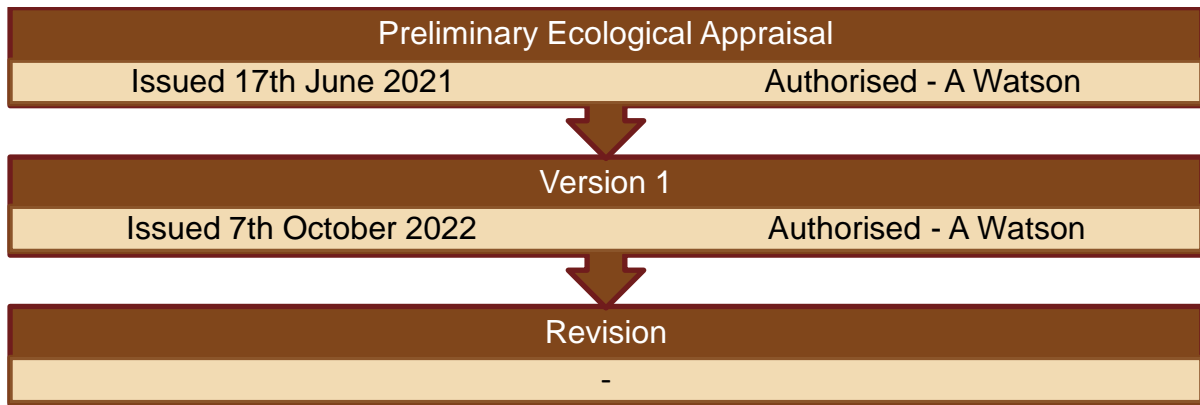 Preliminary Ecological Appraisal
Issued 17th June 2021 Authorised - A Watson
Version 1
Issued 7th October 2022 Authorised - A Watson
Revision
-